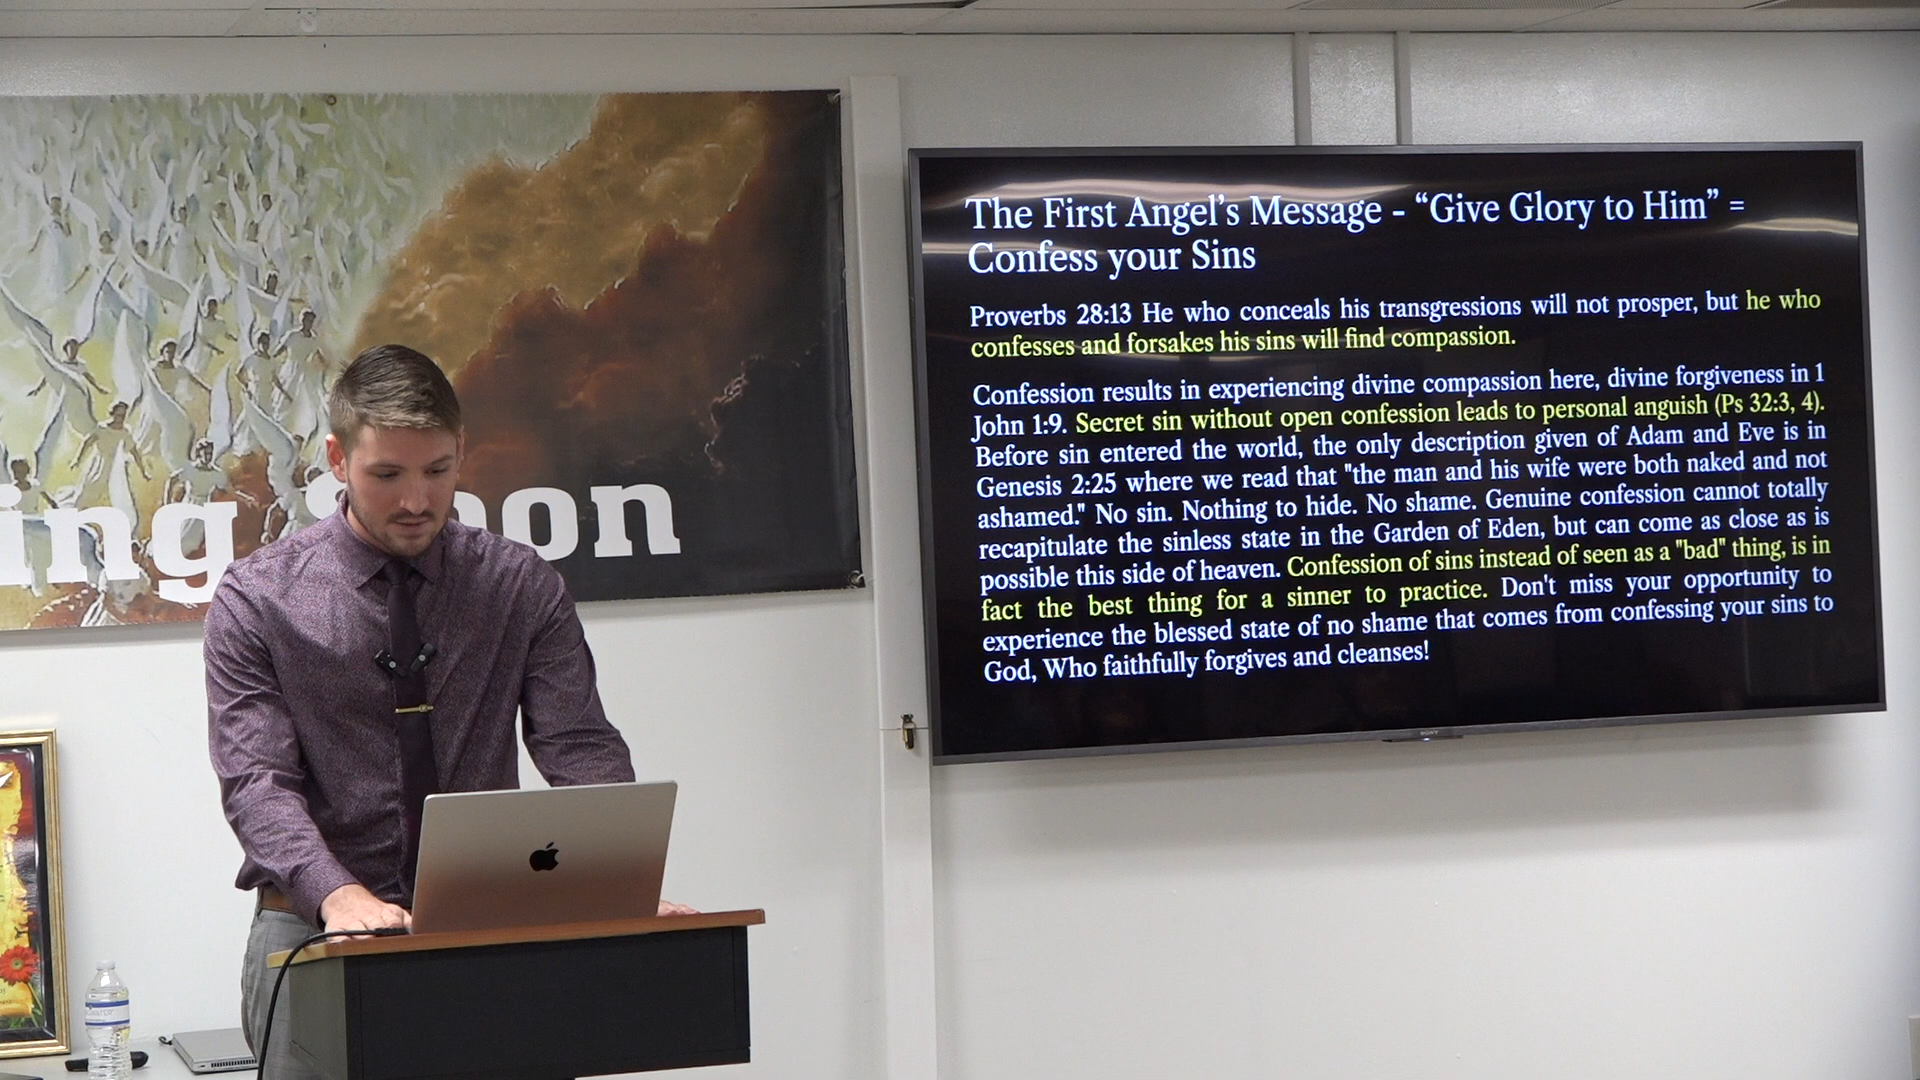 ing Soon
The First Angel's Message - “Give Glory to Him” =
Confess your Sins
Proverbs 28:13 He who conceals his transgressions will not prosper, but he who
confesses and forsakes his sins will find compassion.
Confession results in experiencing divine compassion here, divine forgiveness in 1
John 1:9. Secret sin without open confession leads to personal anguish (Ps 32:3, 4).
Before sin entered the world, the only description given of Adam and Eve is in
Genesis 2:25 where we read that "the man and his wife were both naked and not
ashamed." No sin. Nothing to hide. No shame. Genuine confession cannot totally
recapitulate the sinless state in the Garden of Eden, but can come as close as is
possible this side of heaven. Confession of sins instead of seen as a "bad" thing, is in
fact the best thing for a sinner to practice. Don't miss your opportunity to
experience the blessed state of no shame that comes from confessing your sins to
God, Who faithfully forgives and cleanses!
SONY